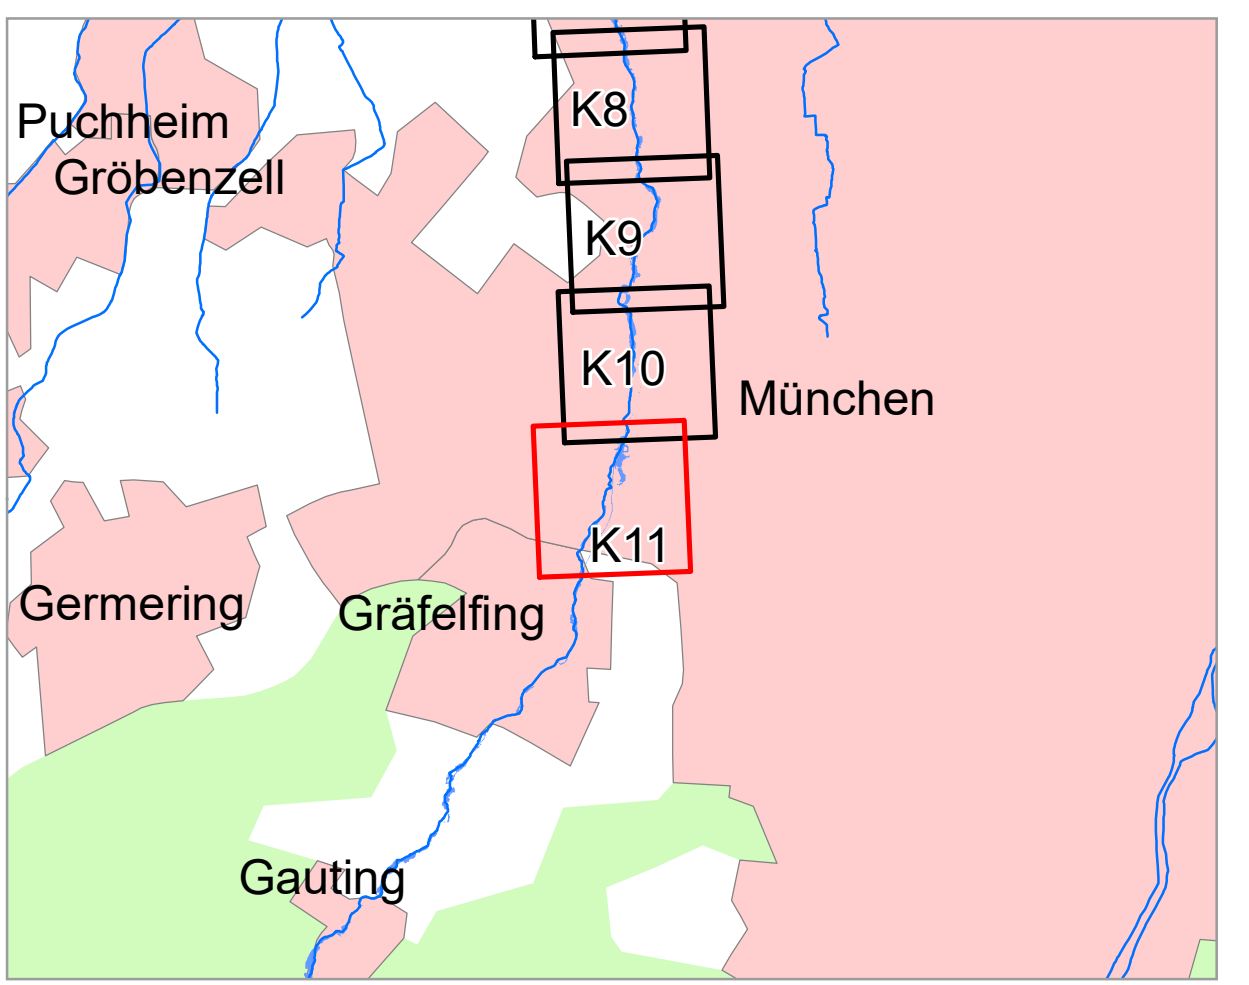 K8
Puchheim
Gröbenzell
K9
K10
München
K11
Germering
Gräfelfing
Gauting